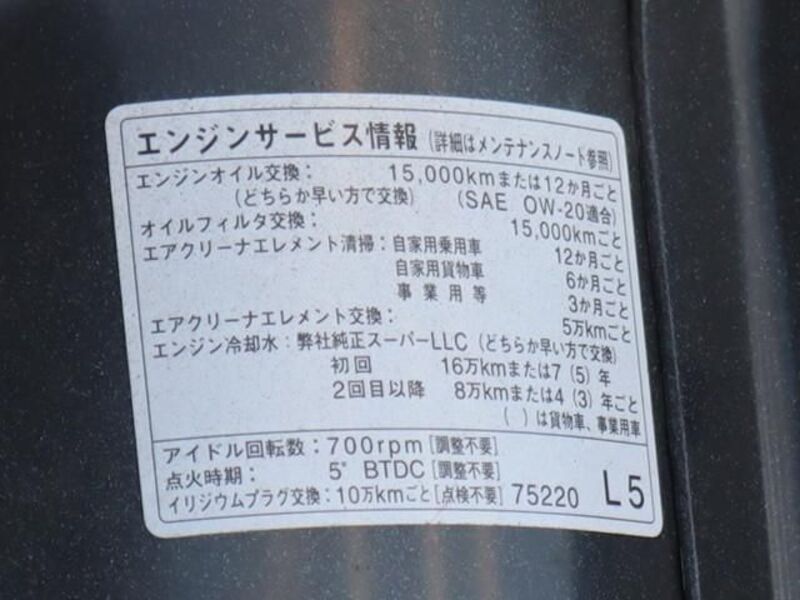 エンジンサービス情報(詳細はメンテナンスノート参照)
エンジンオイル交換: 15,000kmまたは12か月ごと
(どちらか早い方で交換) (SAE 0W-20適合)
オイルフィルタ交換: 15,000kmごと
エアクリーナエレメント清掃:自家用乗用車 12か月ごと
自家用貨物車 6か月ごと
事業用等 3か月ごと
エアクリーナエレメント交換: 5万kmごと
エンジン冷却水:弊社純正スーパーLLC(どちらか早い方で交換)
初回 16万kmまたは7(5)年
2回目以降 8万kmまたは4(3)年ごと
( )は貨物車、事業用車
アイドル回転数:700rpm[調整不要]
点火時期: 5°BTDC[調整不要]
イリジウムプラグ交換:10万kmごと[点検不要] 75220 L5